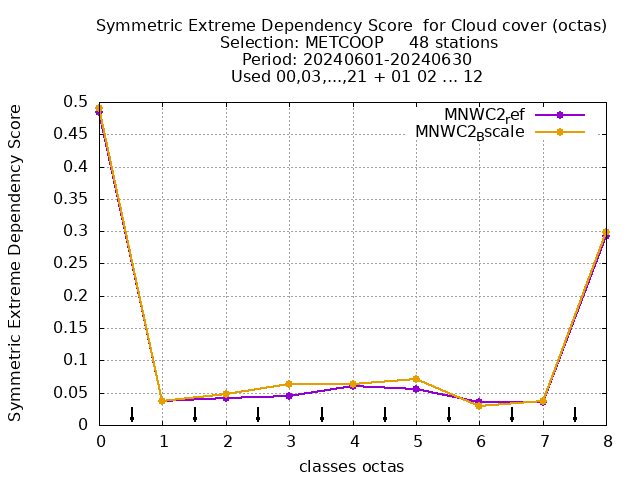 Symmetric Extreme Dependency Score  for Cloud cover (octas)
Selection: METCOOP     48 stations
Period: 20240601-20240630
Used 00,03,...,21 + 01 02 ... 12
MNWC2ref
MNWC2Bscale
Symmetric Extreme Dependency Score
0.5
0.45
0.4
0.35
0.3
0.25
0.2
0.15
0.1
0.05
0
0 1 2 3 4 5 6 7 8
classes octas